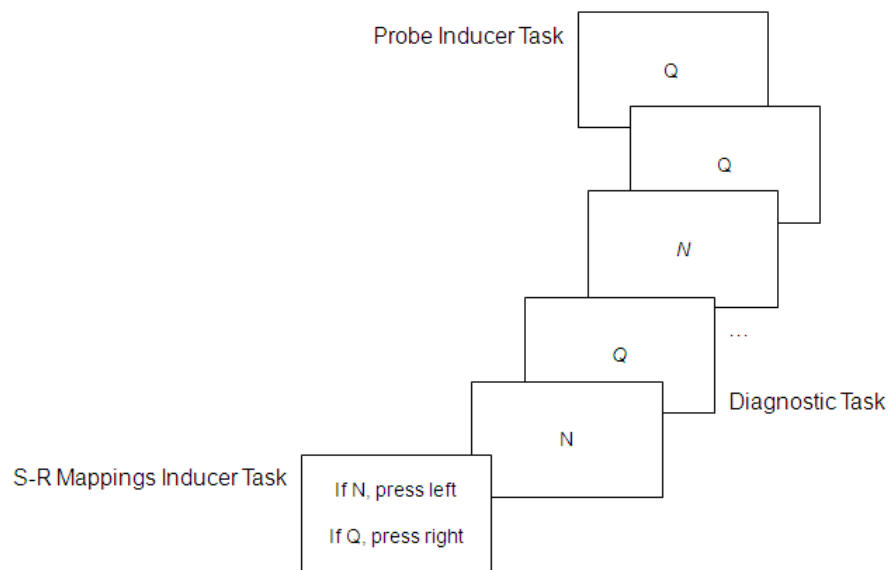 Probe Inducer Task
Q
Q
N
Q
...
Diagnostic Task
N
S-R Mappings Inducer Task
If N, press left
If Q, press right